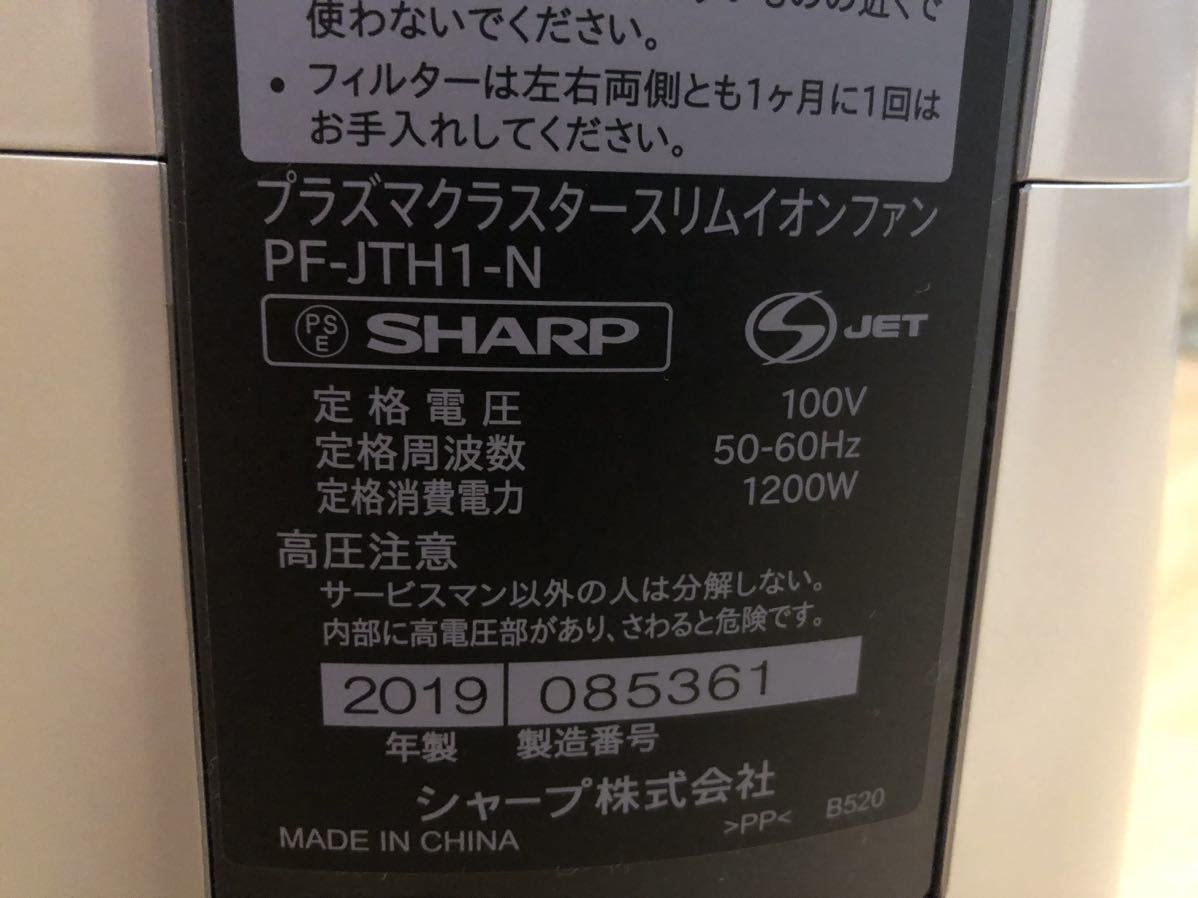 使わないでください。
• フィルターは左右両側とも1ヶ月に1回は
お手入れしてください。
プラズマクラスタースリムイオンファン
PF-JTH1-N
PSE SHARP
S JET
定格電圧 100V
定格周波数 50-60Hz
定格消費電力 1200W
高圧注意
サービスマン以外の人は分解しない。
内部に高電圧部があり、さわると危険です。
2019 085361
年製 製造番号
シャープ株式会社
MADE IN CHINA >PP< B520